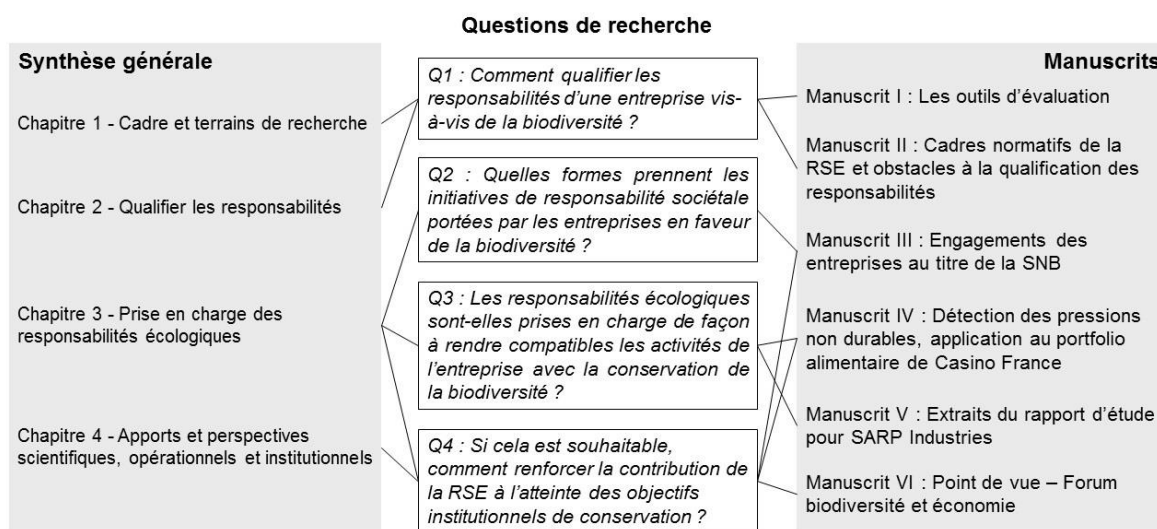 Questions de recherche
Synthèse générale
Chapitre 1 - Cadre et terrains de recherche
Chapitre 2 - Qualifier les responsabilités
Chapitre 3 - Prise en charge des
responsabilités écologiques
Chapitre 4 - Apports et perspectives
scientifiques, opérationnels et institutionnels
Q1 : Comment qualifier les
responsabilités d'une entreprise vis-
à-vis de la biodiversité ?
Q2 : Quelles formes prennent les
initiatives de responsabilité sociétale
portées par les entreprises en faveur
de la biodiversité ?
Q3 : Les responsabilités écologiques
sont-elles prises en charge de façon
à rendre compatibles les activités de
l'entreprise avec la conservation de
la biodiversité ?
Q4 : Si cela est souhaitable,
comment renforcer la contribution de
la RSE à l'atteinte des objectifs
institutionnels de conservation ?
Manuscrits
Manuscrit I : Les outils d'évaluation
Manuscrit II : Cadres normatifs de la
RSE et obstacles à la qualification des
responsabilités
Manuscrit III : Engagements des
entreprises au titre de la SNB
Manuscrit IV : Détection des pressions
non durables, application au portfolio
alimentaire de Casino France
Manuscrit V : Extraits du rapport d'étude
pour SARP Industries
Manuscrit VI : Point de vue – Forum
biodiversité et économie